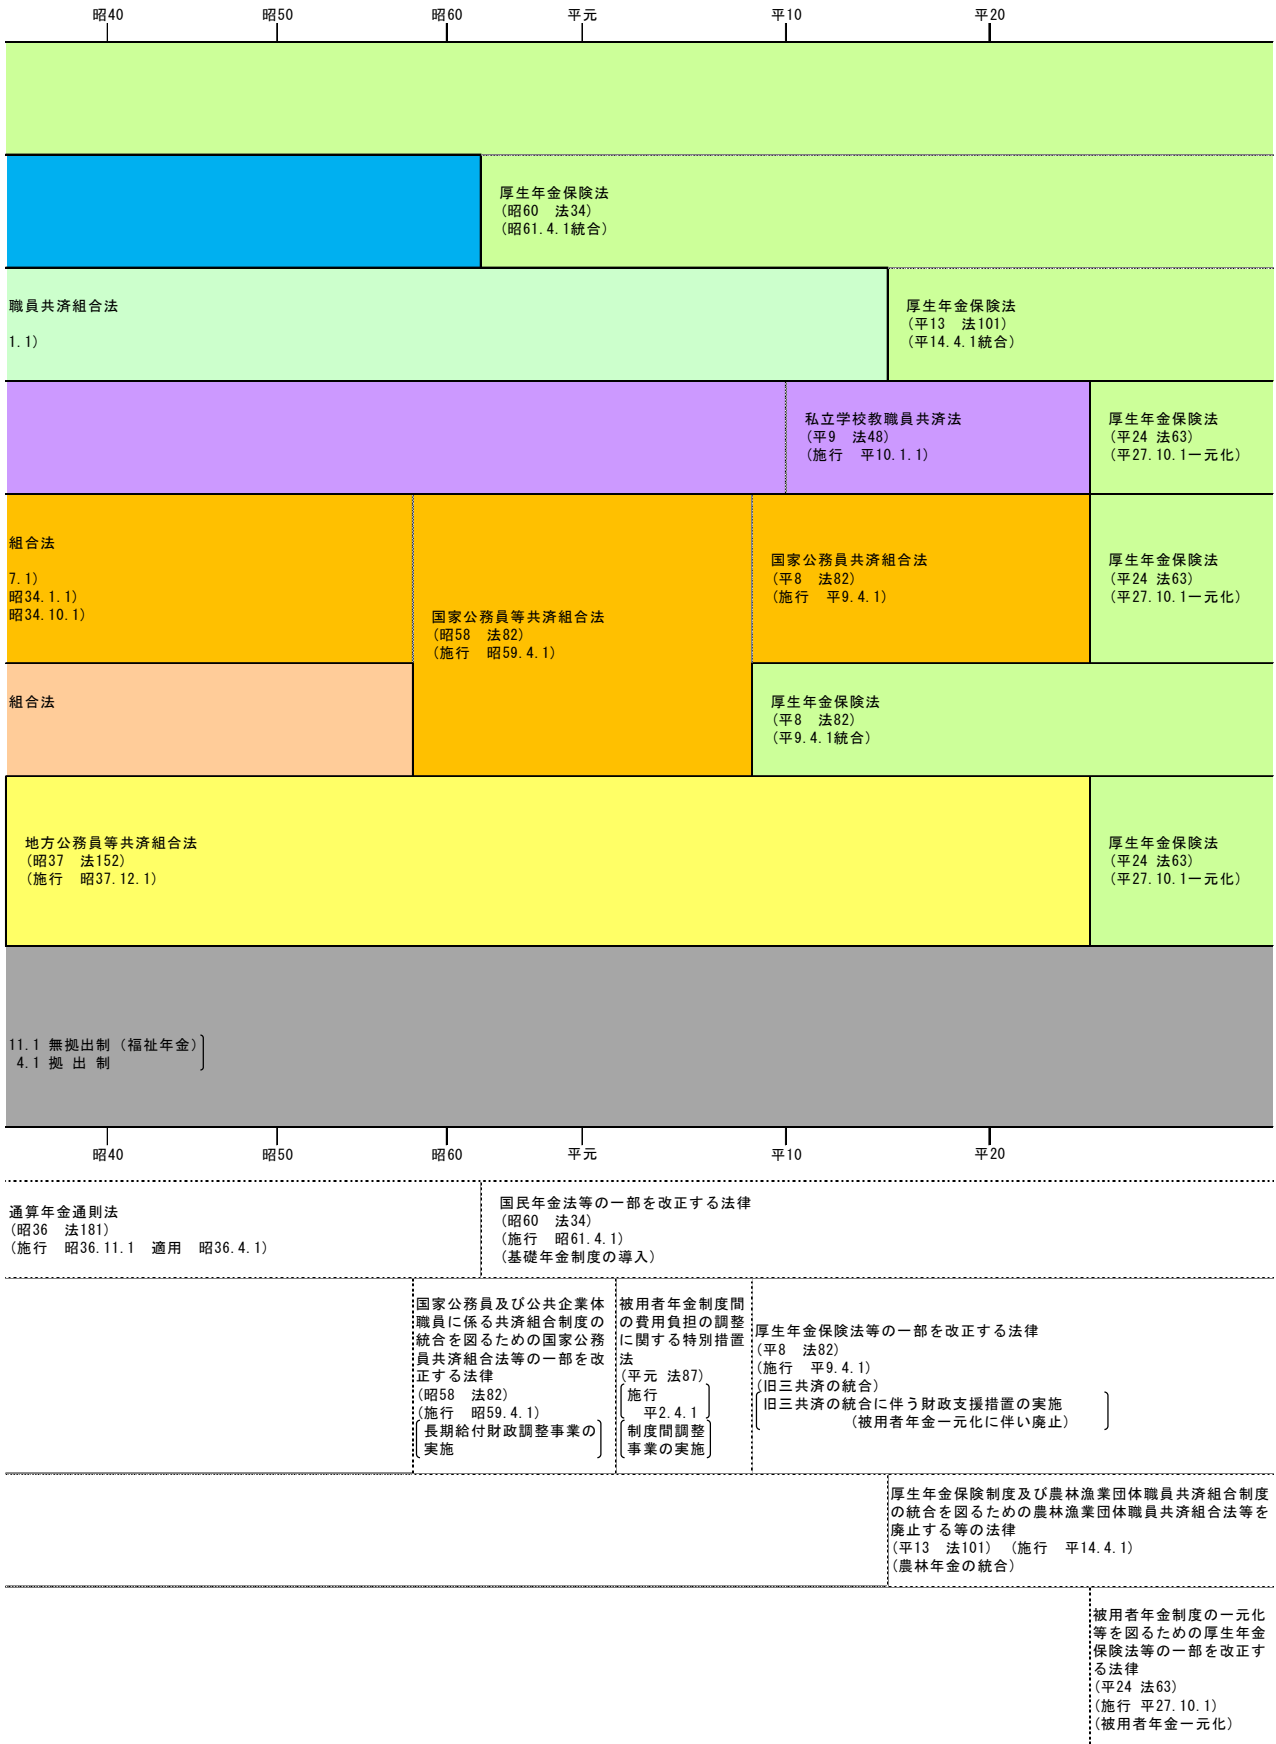 昭40 昭50 昭60 平元 平10 平20
厚生年金保険法
(昭60 法34)
(昭61.4.1統合)
職員共済組合法
1.1)
厚生年金保険法
(平13 法101)
(平14.4.1統合)
私立学校教職員共済法
(平9 法48)
(施行 平10.1.1)
厚生年金保険法
(平24 法63)
(平27.10.1一元化)
組合法
7.1)
昭34.1.1)
昭34.10.1)
国家公務員等共済組合法
(昭58 法82)
(施行 昭59.4.1)
国家公務員共済組合法
(平8 法82)
(施行 平9.4.1)
厚生年金保険法
(平24 法63)
(平27.10.1一元化)
組合法
厚生年金保険法
(平8 法82)
(平9.4.1統合)
地方公務員等共済組合法
(昭37 法152)
(施行 昭37.12.1)
厚生年金保険法
(平24 法63)
(平27.10.1一元化)
11.1 無拠出制(福祉年金)
4.1 拠 出 制
昭40 昭50 昭60 平元 平10 平20
通算年金通則法
(昭36 法181)
(施行 昭36.11.1 適用 昭36.4.1)
国民年金法等の一部を改正する法律
(昭60 法34)
(施行 昭61.4.1)
(基礎年金制度の導入)
国家公務員及び公共企業体
職員に係る共済組合制度の
統合を図るための国家公務
員共済組合法等の一部を改
正する法律
(昭58 法82)
(施行 昭59.4.1)
長期給付財政調整事業の
実施
被用者年金制度間
の費用負担の調整
に関する特別措置
法
(平元 法87)
施行
平2.4.1
制度間調整
事業の実施
厚生年金保険法等の一部を改正する法律
(平8 法82)
(施行 平9.4.1)
(旧三共済の統合)
旧三共済の統合に伴う財政支援措置の実施
(被用者年金一元化に伴い廃止)
厚生年金保険制度及び農林漁業団体職員共済組合制度
の統合を図るための農林漁業団体職員共済組合法等を
廃止する等の法律
(平13 法101) (施行 平14.4.1)
(農林年金の統合)
被用者年金制度の一元化
等を図るための厚生年金
保険法等の一部を改正す
る法律
(平24 法63)
(施行 平27.10.1)
(被用者年金一元化)